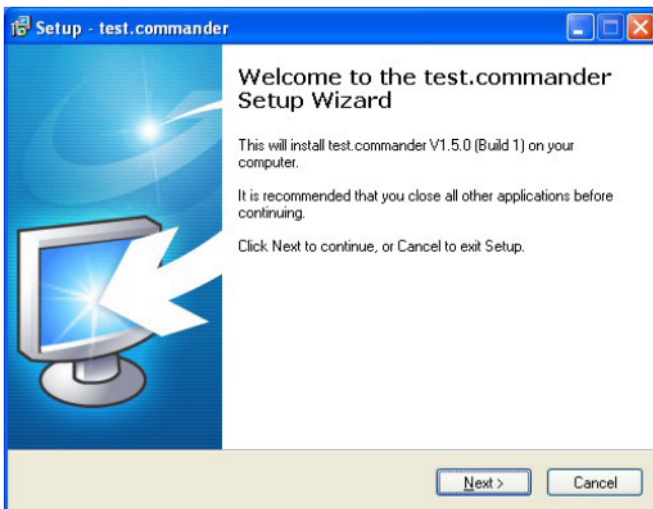 Setup - test.commander
Welcome to the test.commander
Setup Wizard
This will install test.commander V1.5.0 (Build 1) on your
computer.
It is recommended that you close all other applications before
continuing.
Click Next to continue, or Cancel to exit Setup.
Next >
Cancel